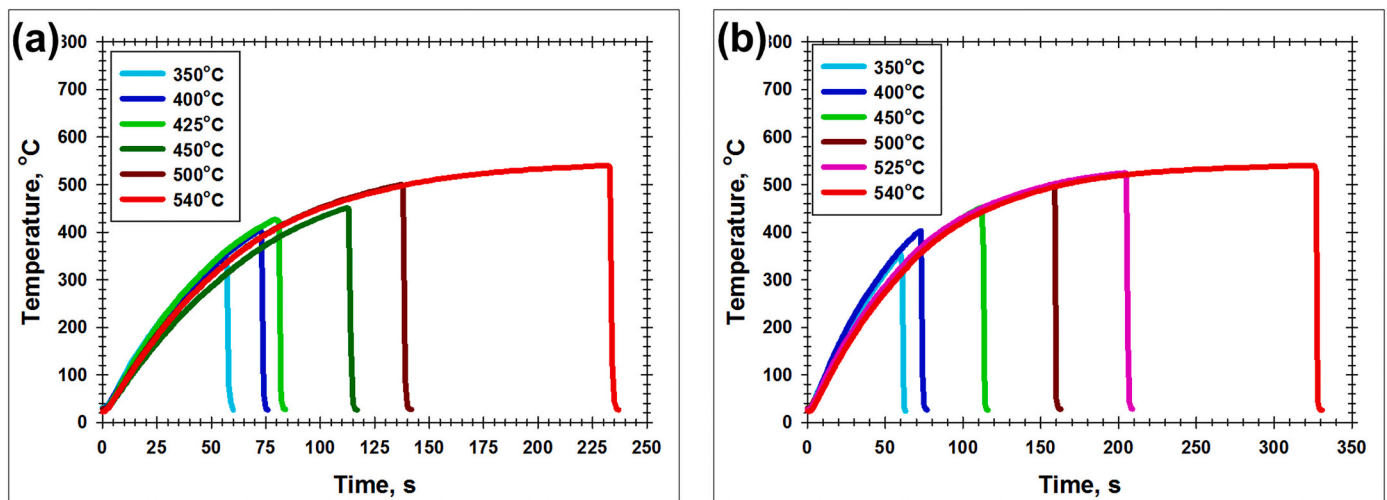 (a)
800
700
600
500
400
300
200
100
0
Temperature, °C
350°C
400°C
425°C
450°C
500°C
540°C
0 25 50 75 100 125 150 175 200 225 250
Time, s
(b)
800
700
600
500
400
300
200
100
0
Temperature, °C
350°C
400°C
450°C
500°C
525°C
540°C
0 50 100 150 200 250 300 350
Time, s